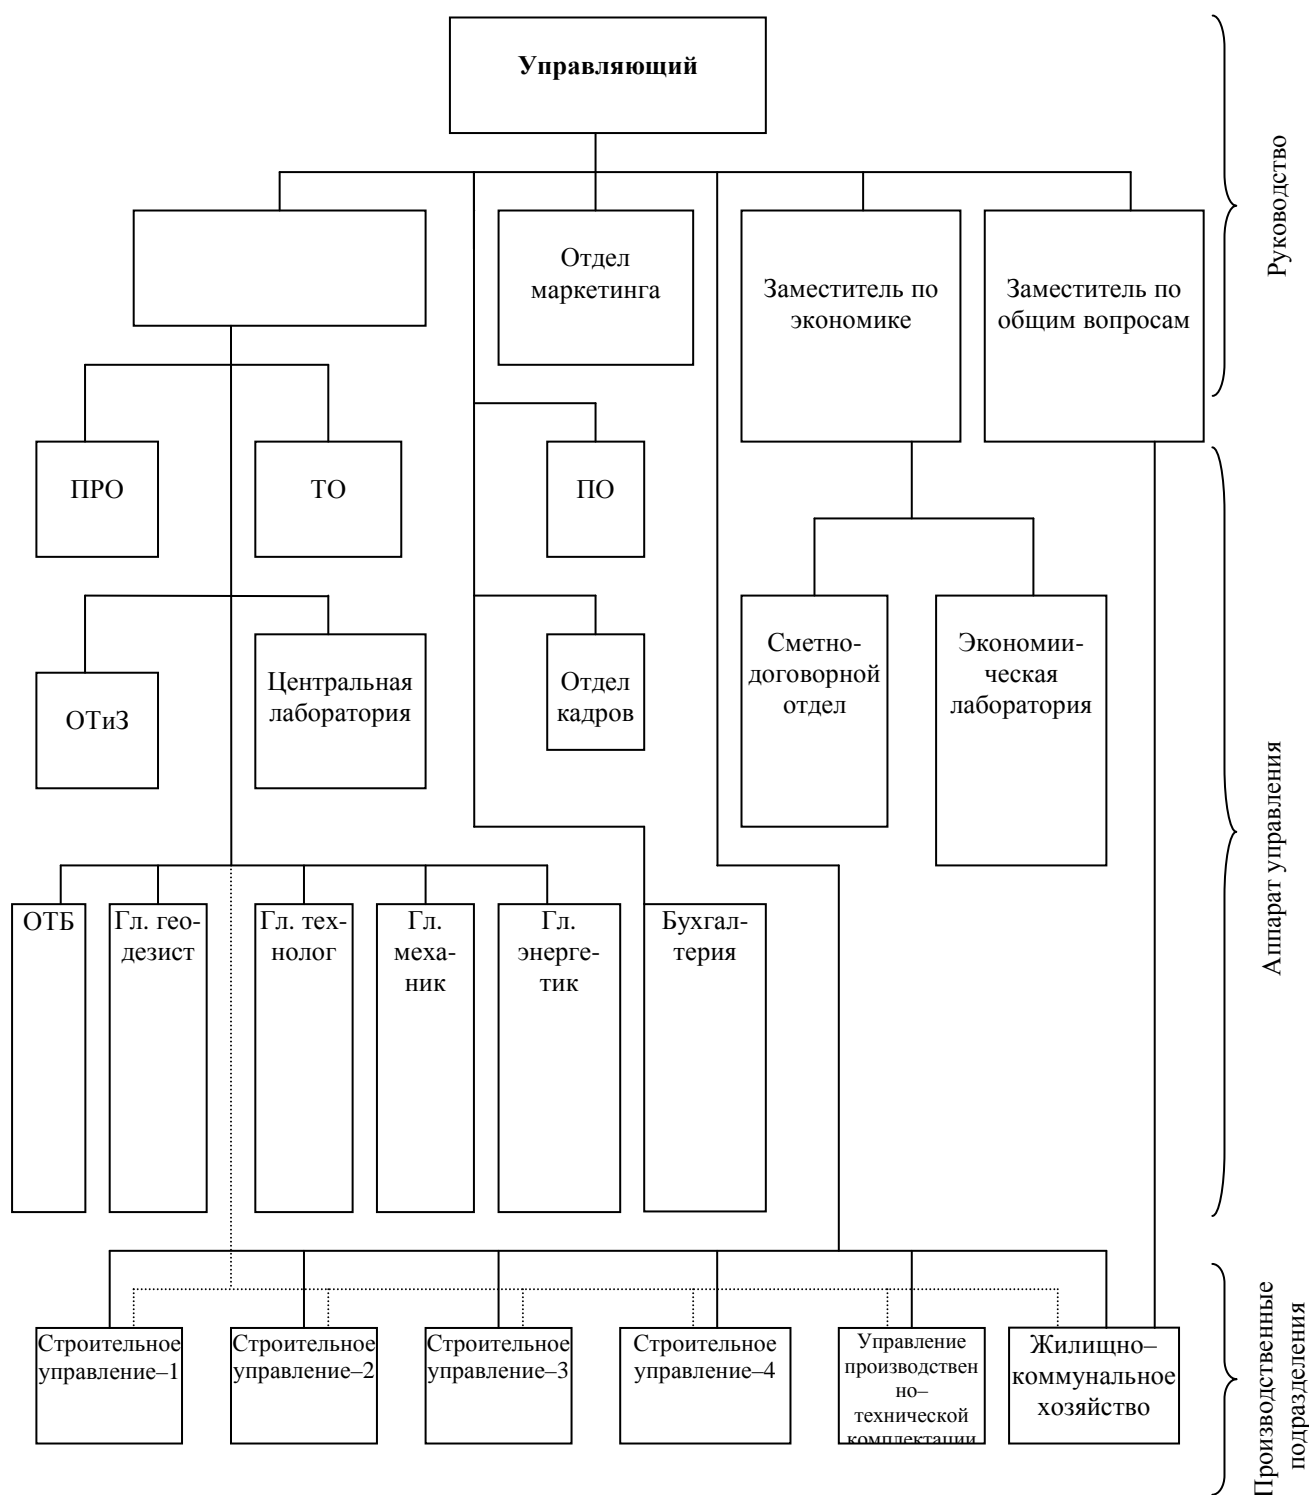 Управляющий
Руководство
Отдел
маркетинга
Заместитель по
экономике
Заместитель по
общим вопросам
ПРО
ТО
ПО
Аппарат управления
ОТиЗ
Центральная
лаборатория
Отдел
кадров
Сметно-
договорной
отдел
Экономии-
ческая
лаборатория
ОТБ
Гл. гео-
дезист
Гл. тех-
нолог
Гл.
меха-
ник
Гл.
энерге-
тик
Бухгал-
терия
Строительное
управление–1
Строительное
управление–2
Строительное
управление–3
Строительное
управление–4
Управление
производствен
но–
технической
комплектации
Жилищно–
коммунальное
хозяйство
Производственные
подразделения